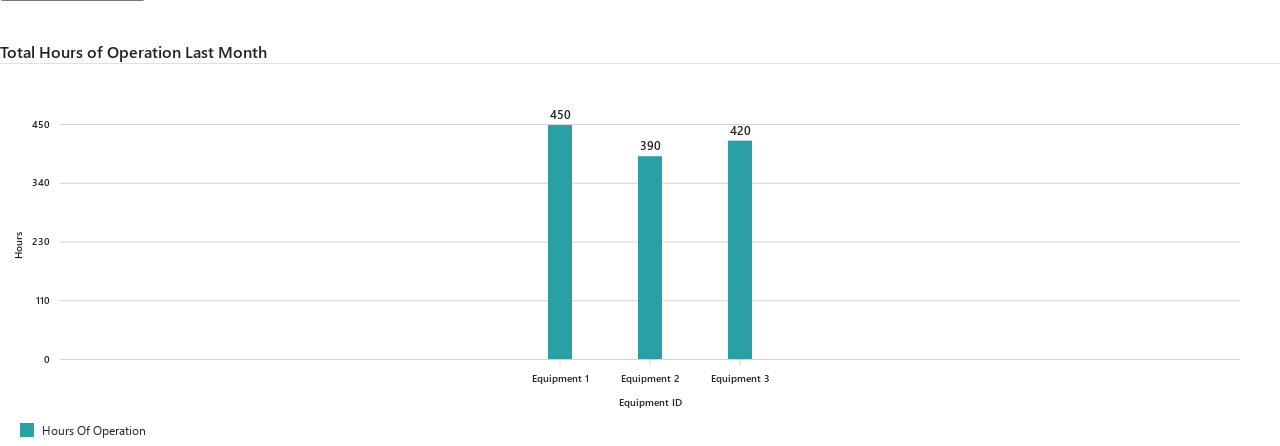 Total Hours of Operation Last Month
450
450
420
390
340
Hours
230
110
0
Equipment 1
Equipment 2
Equipment 3
Equipment ID
Hours Of Operation